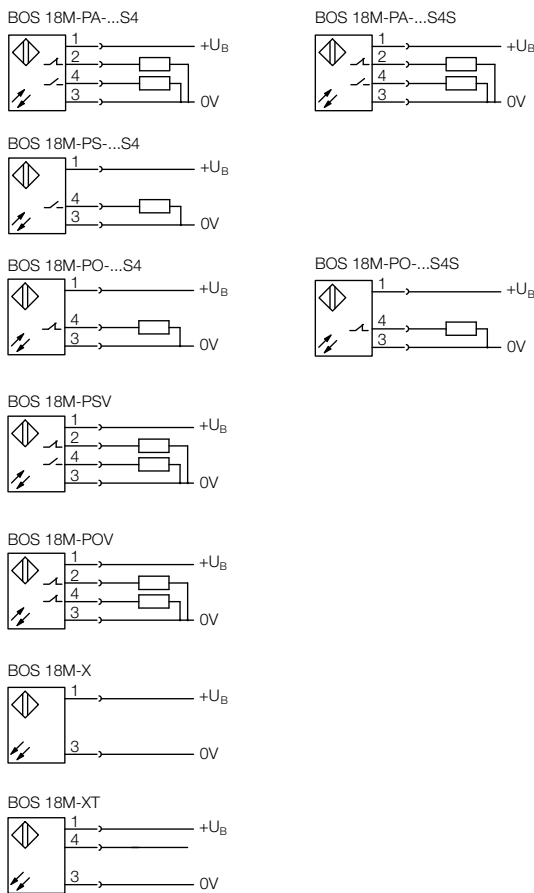 BOS 18M-PA-...S4
1
+UB
2
4
3
0V
BOS 18M-PA-...S4S
1
+UB
2
4
3
0V
BOS 18M-PS-...S4
1
+UB
4
3
0V
BOS 18M-PO-...S4
1
+UB
4
3
0V
BOS 18M-PO-...S4S
1
+UB
4
3
0V
BOS 18M-PSV
1
+UB
2
4
3
0V
BOS 18M-POV
1
+UB
2
4
3
0V
BOS 18M-X
1
+UB
3
0V
BOS 18M-XT
1
+UB
4
3
0V